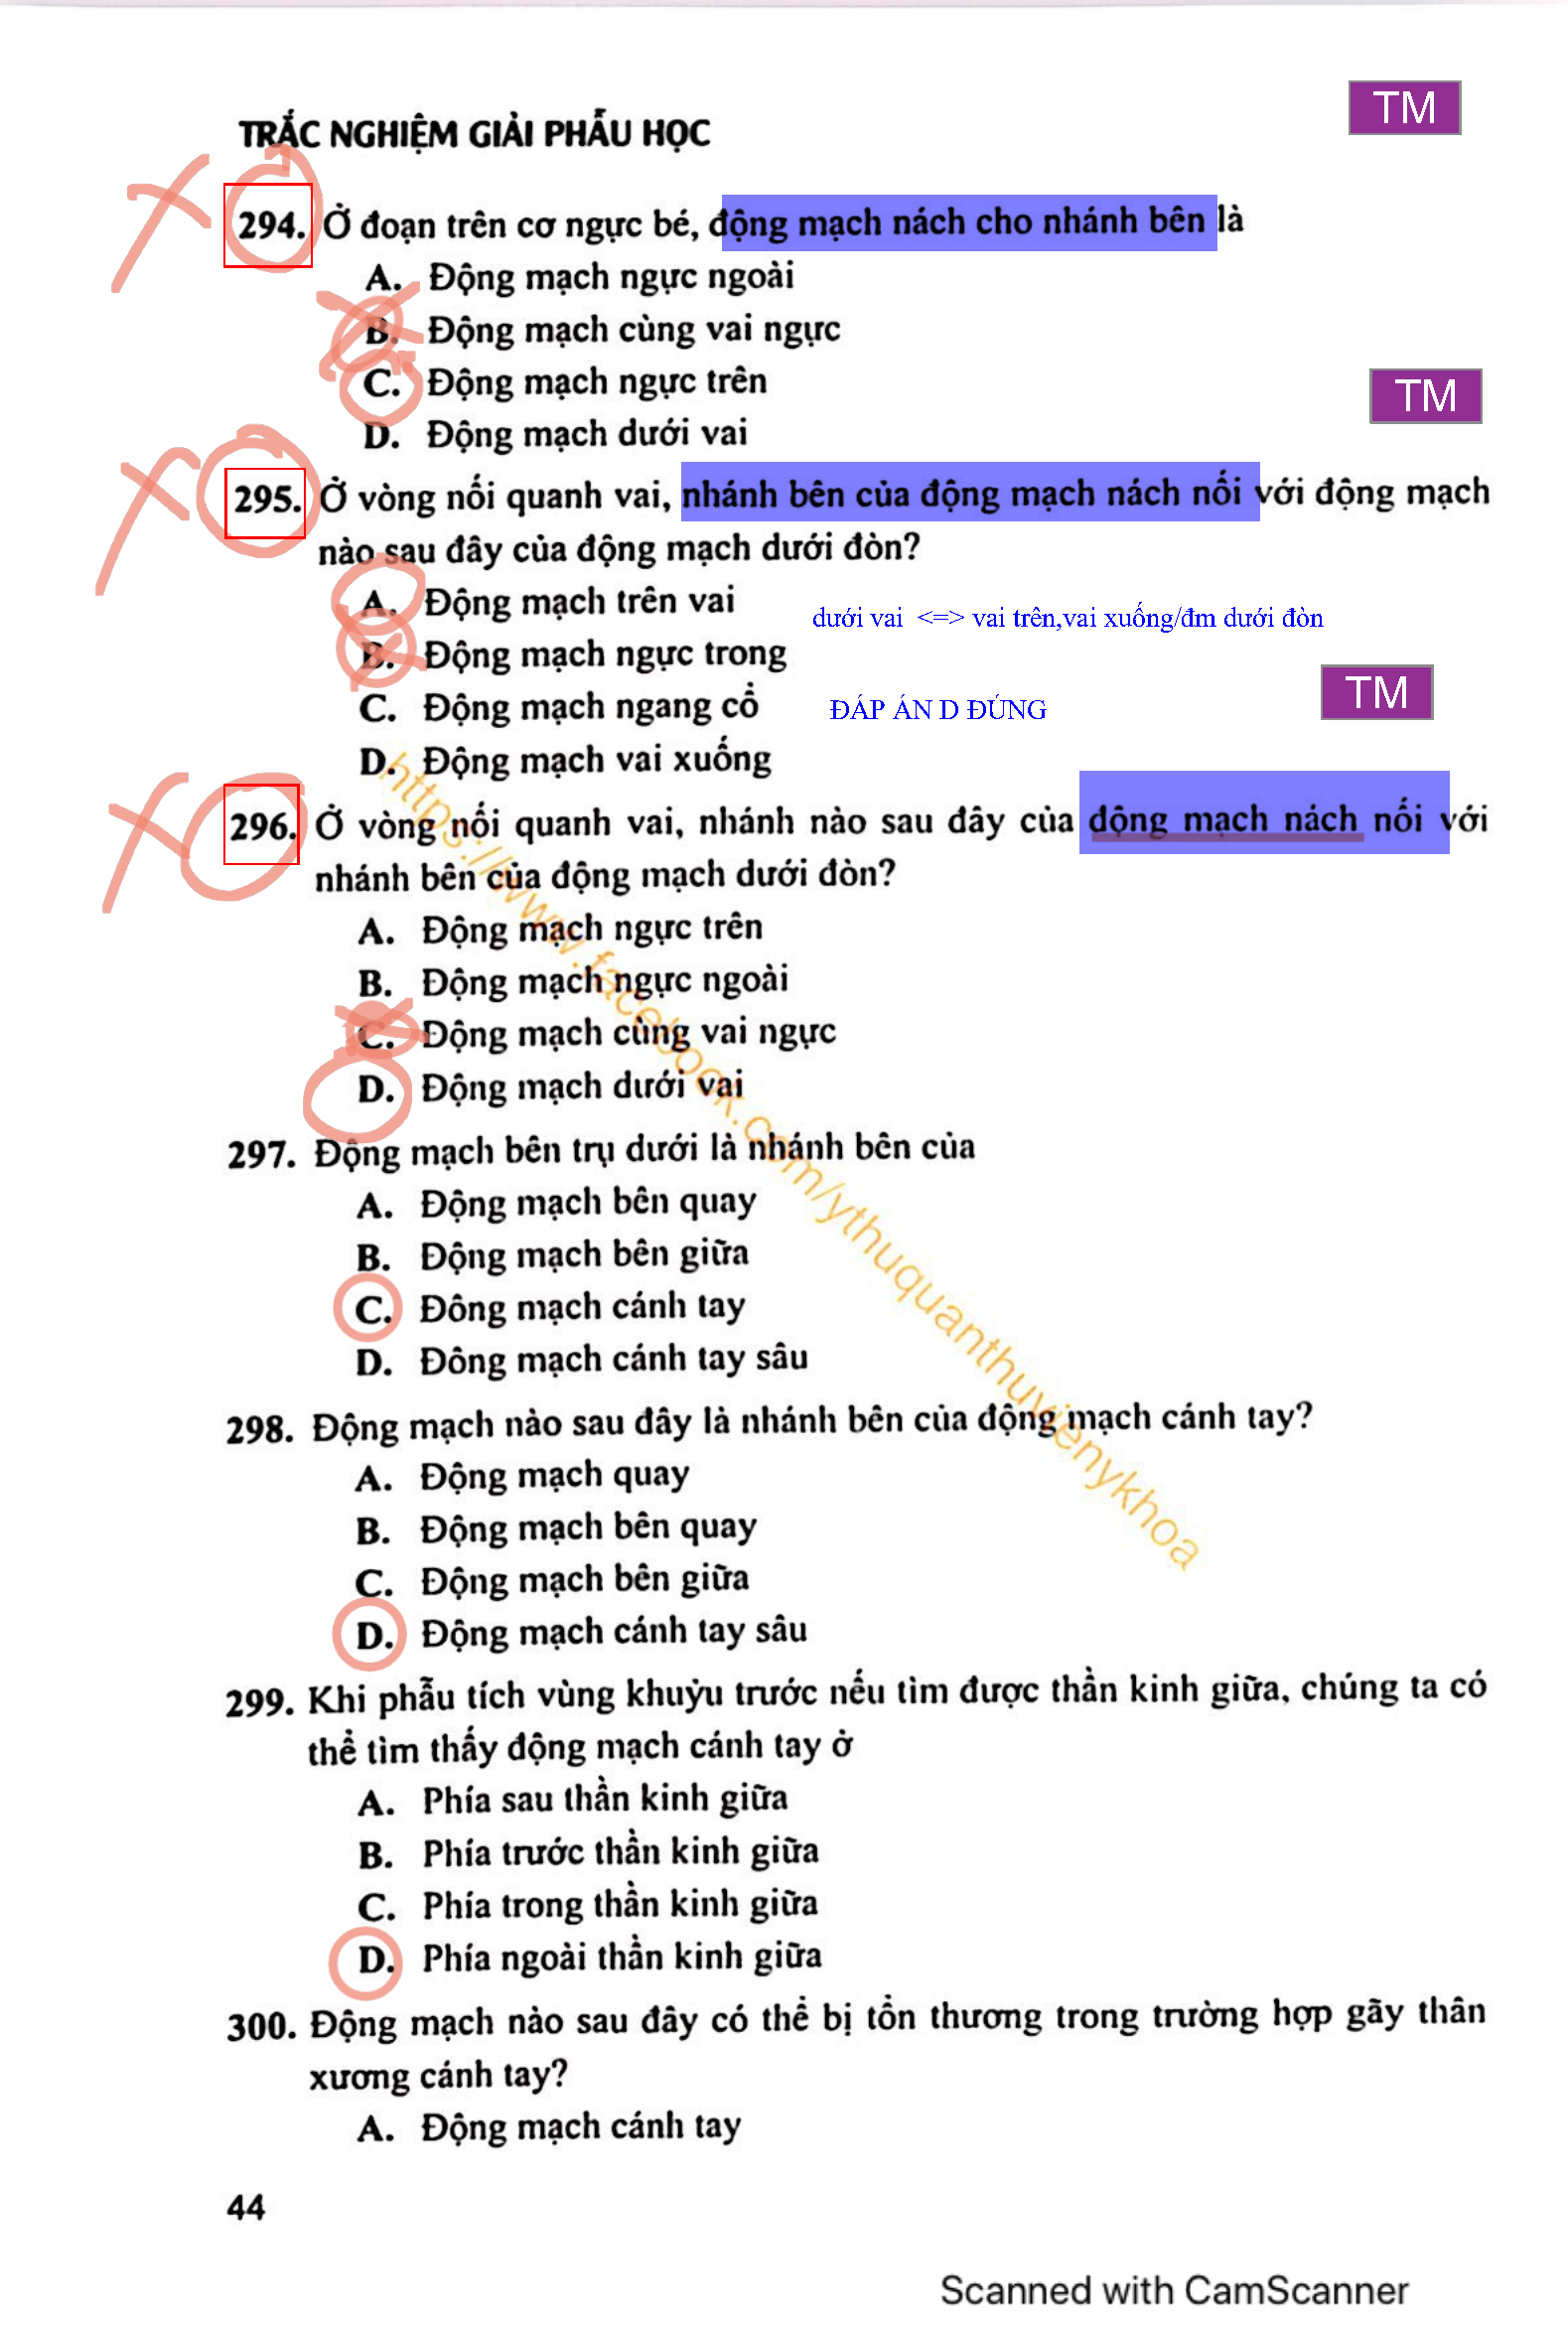 TM
TRẮC NGHIỆM GIẢI PHẪU HỌC
294. Ở đoạn trên cơ ngực bé, động mạch nách cho nhánh bên là
A. Động mạch ngực ngoài
B. Động mạch cùng vai ngực
C. Động mạch ngực trên
TM
D. Động mạch dưới vai
295. Ở vòng nối quanh vai, nhánh bên của động mạch nách nối với động mạch
nào sau đây của động mạch dưới đòn?
A. Động mạch trên vai
dưới vai <=> vai trên,vai xuống/đm dưới đòn
B. Động mạch ngực trong
C. Động mạch ngang cổ
ĐÁP ÁN D ĐÚNG
TM
D. Động mạch vai xuống
296. Ở vòng nối quanh vai, nhánh nào sau đây của động mạch nách nối với
nhánh bên của động mạch dưới đòn?
A. Động mạch ngực trên
B. Động mạch ngực ngoài
C. Động mạch cùng vai ngực
D. Động mạch dưới vai
297. Động mạch bên trụ dưới là nhánh bên của
A. Động mạch bên quay
B. Động mạch bên giữa
C. Đông mạch cánh tay
D. Đông mạch cánh tay sâu
298. Động mạch nào sau đây là nhánh bên của động mạch cánh tay?
A. Động mạch quay
B. Động mạch bên quay
C. Động mạch bên giữa
D. Động mạch cánh tay sâu
299. Khi phẫu tích vùng khuỷu trước nếu tìm được thần kinh giữa, chúng ta có
thể tìm thấy động mạch cánh tay ở
A. Phía sau thần kinh giữa
B. Phía trước thần kinh giữa
C. Phía trong thần kinh giữa
D. Phía ngoài thần kinh giữa
300. Động mạch nào sau đây có thể bị tổn thương trong trường hợp gãy thân
xương cánh tay?
A. Động mạch cánh tay
44
https://www.facebook.com/ythuquanthuvienykhoa
Scanned with CamScanner